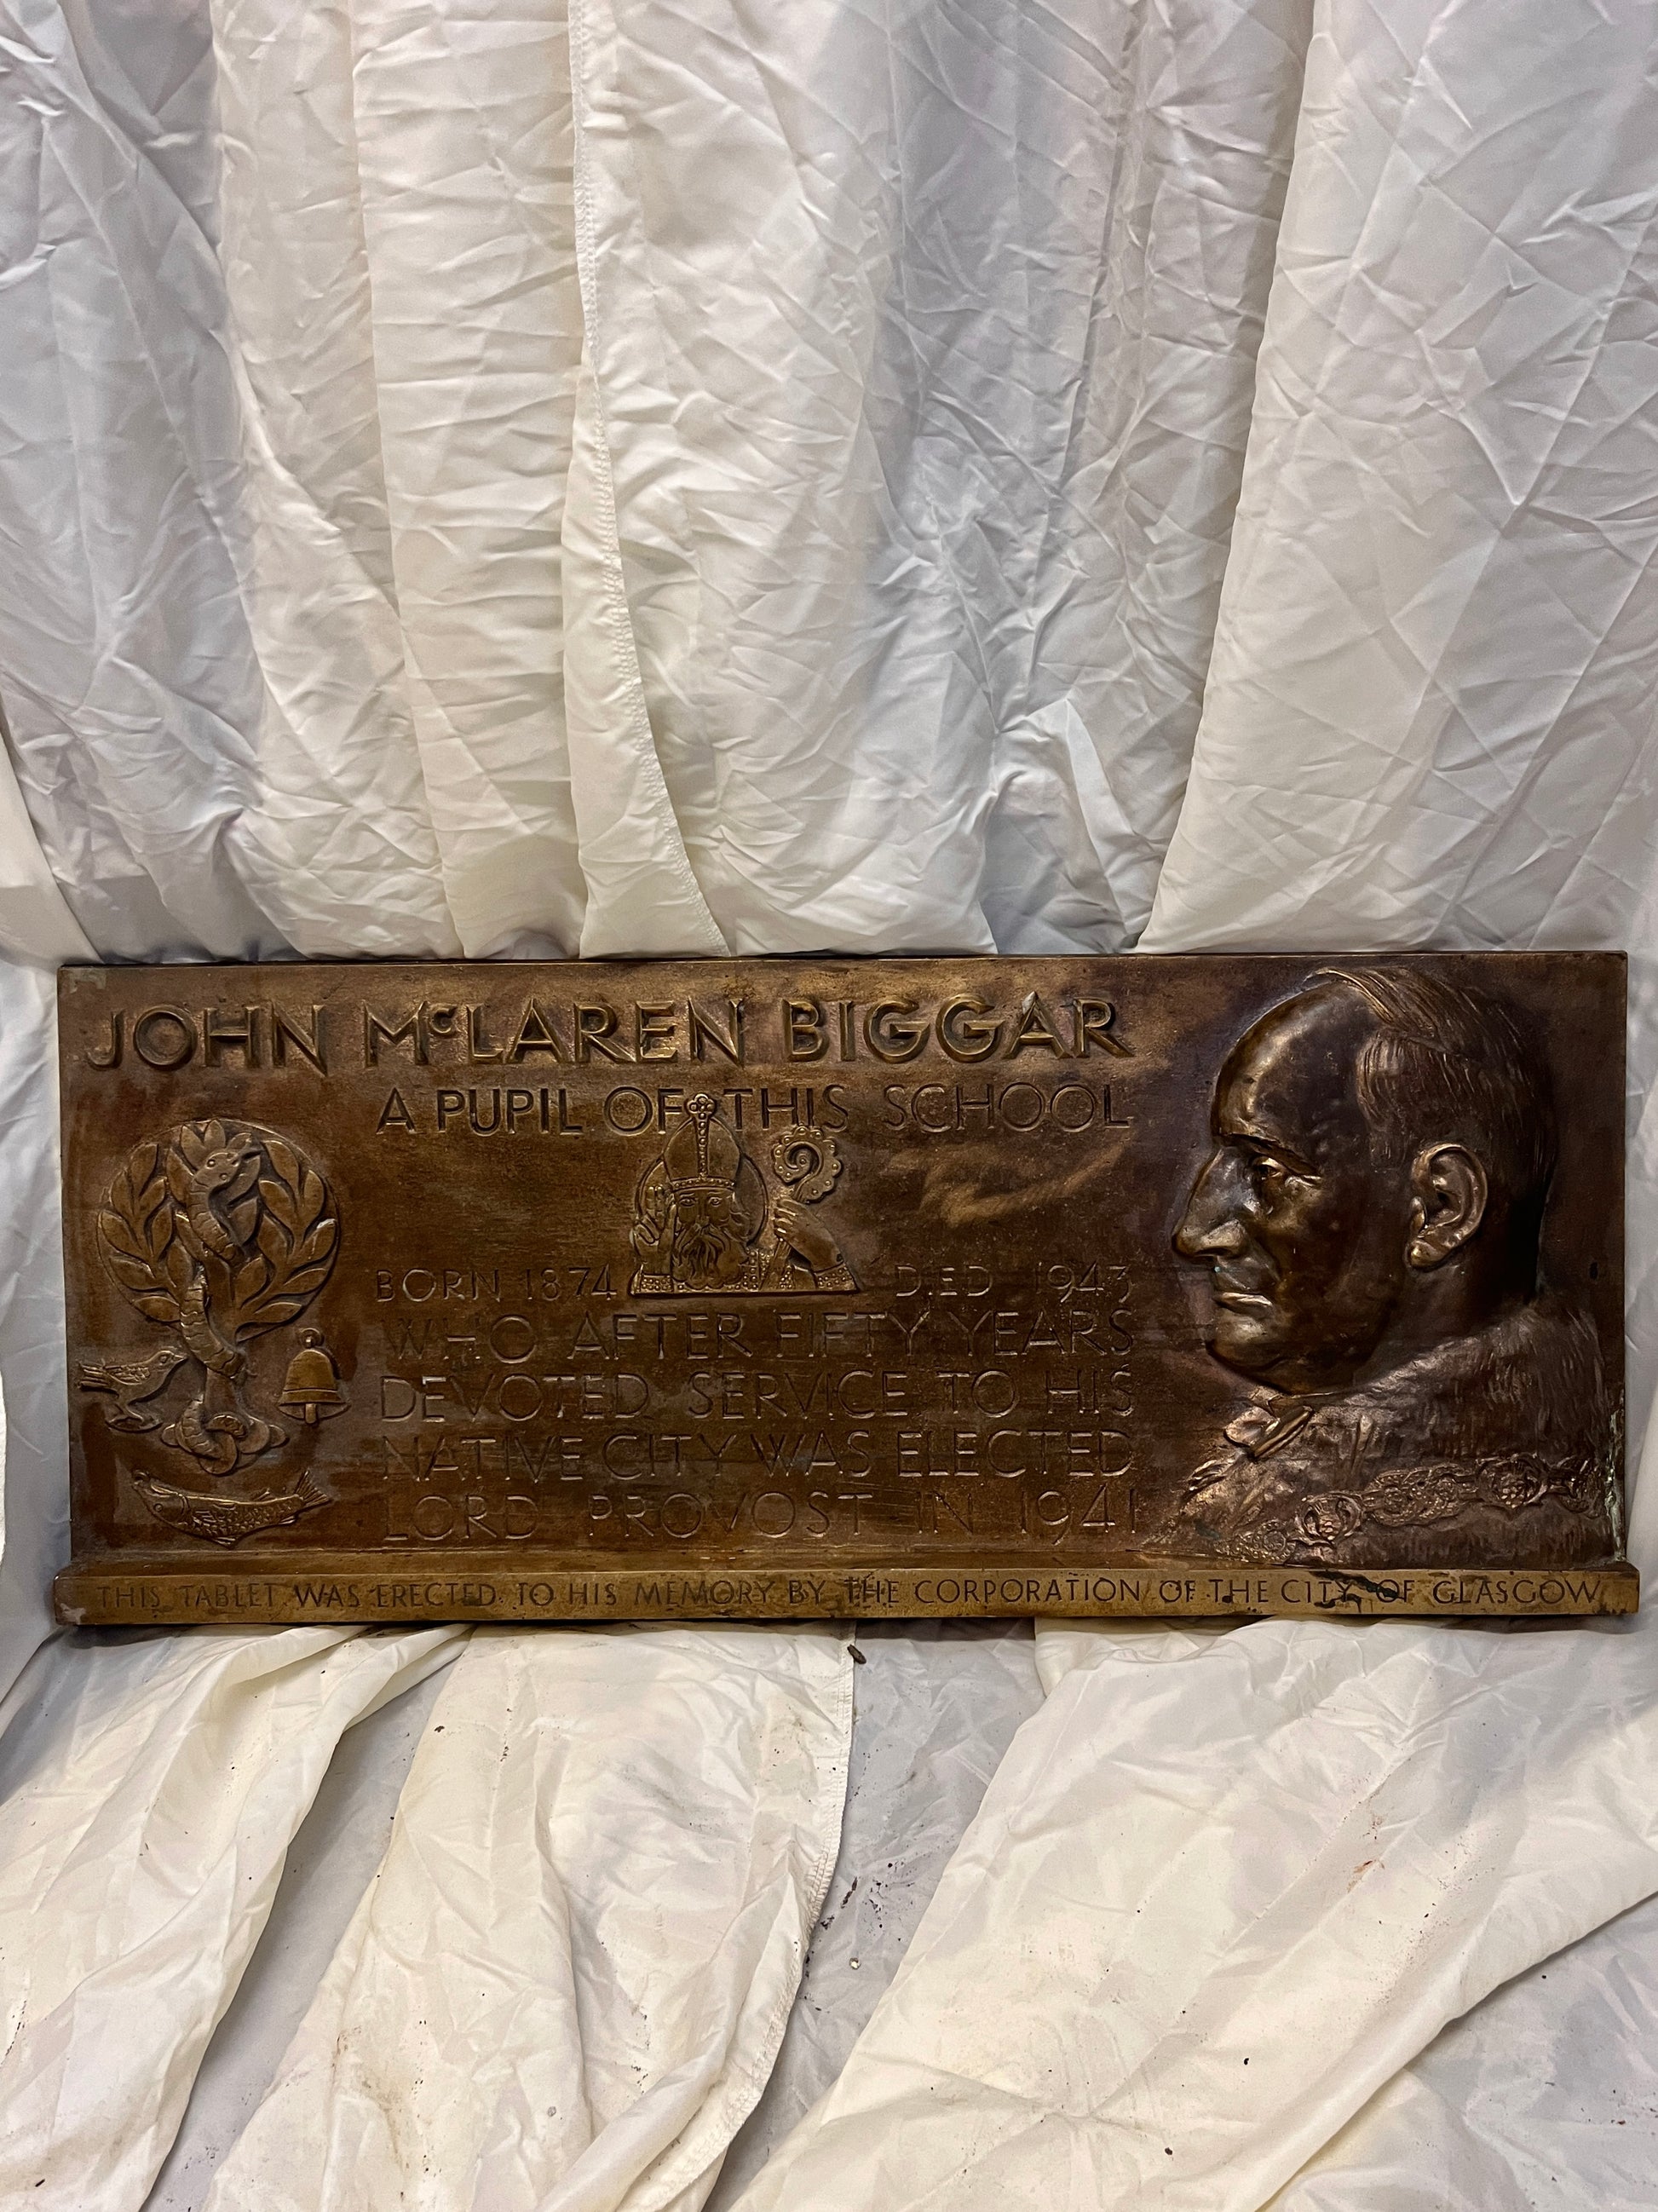 JOHN McLAREN BIGGAR
A PUPIL OF THIS SCHOOL
BORN 1874 DIED 1943
WHO AFTER FIFTY YEARS
DEVOTED SERVICE TO HIS
NATIVE CITY WAS ELECTED
LORD PROVOST IN 1941
THIS TABLET WAS ERECTED TO HIS MEMORY BY THE CORPORATION OF THE CITY OF GLASGOW